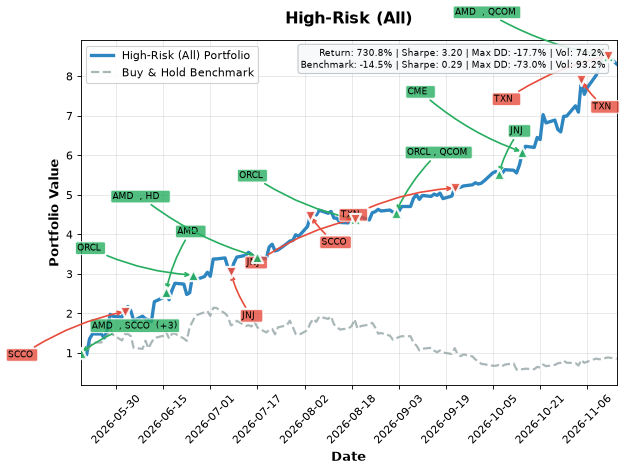 High-Risk (All)
AMD , QCOM
High-Risk (All) Portfolio
Buy & Hold Benchmark
Return: 730.8% | Sharpe: 3.20 | Max DD: -17.7% | Vol: 74.2%
Benchmark: -14.5% | Sharpe: 0.29 | Max DD: -73.0% | Vol: 93.2%
CME
TXN
TXN
JNJ
ORCL , QCOM
ORCL
AMD , HD
TXN
AMD
SCCO
ORCL
JNJ
JNJ
AMD , SCCO (+3)
SCCO
Portfolio Value
8
7
6
5
4
3
2
1
2026-05-30
2026-06-15
2026-07-01
2026-07-17
2026-08-02
2026-08-18
2026-09-03
2026-09-19
2026-10-05
2026-10-21
2026-11-06
Date